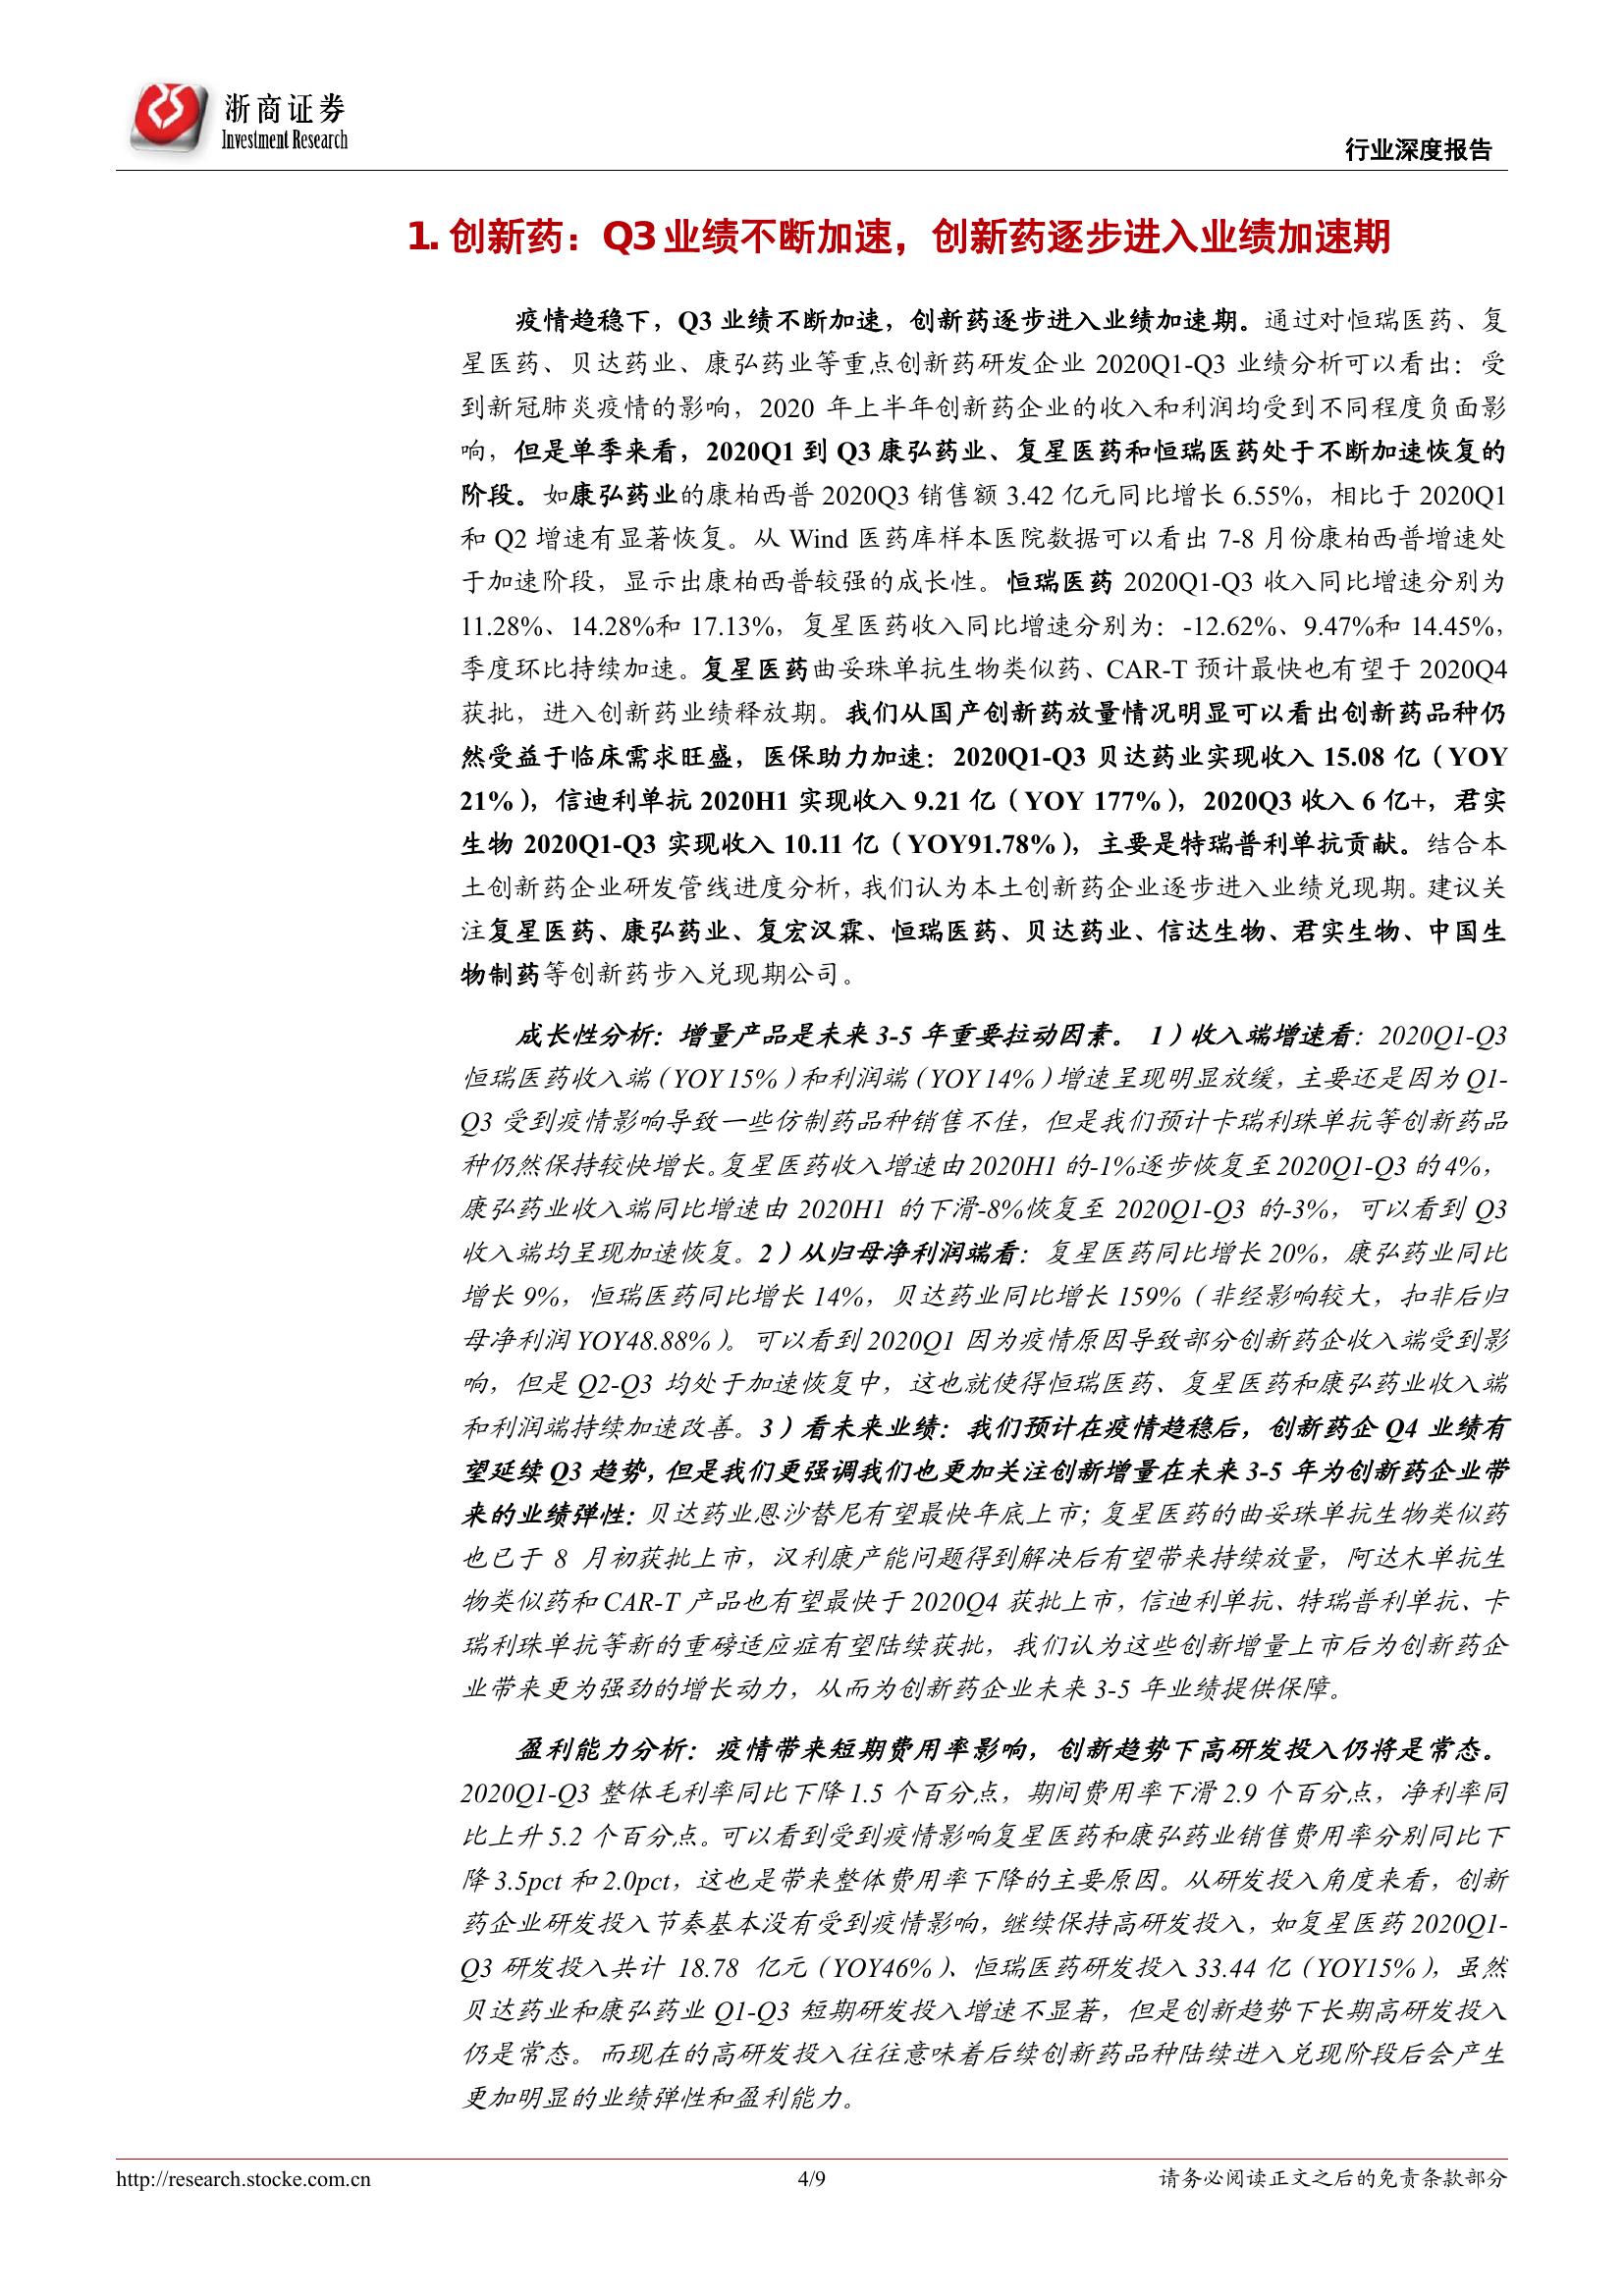 浙商证券
Investment Research
行业深度报告
1. 创新药：Q3 业绩不断加速，创新药逐步进入业绩加速期
疫情趋稳下，Q3 业绩不断加速，创新药逐步进入业绩加速期。通过对恒瑞医药、复
星医药、贝达药业、康弘药业等重点创新药研发企业 2020Q1-Q3 业绩分析可以看出：受
到新冠肺炎疫情的影响，2020 年上半年创新药企业的收入和利润均受到不同程度负面影
响，但是单季来看，2020Q1 到 Q3 康弘药业、复星医药和恒瑞医药处于不断加速恢复的
阶段。如康弘药业的康柏西普 2020Q3 销售额 3.42 亿元同比增长 6.55%，相比于 2020Q1
和 Q2 增速有显著恢复。从 Wind 医药库样本医院数据可以看出 7-8 月份康柏西普增速处
于加速阶段，显示出康柏西普较强的成长性。恒瑞医药 2020Q1-Q3 收入同比增速分别为
11.28%、14.28%和 17.13%，复星医药收入同比增速分别为：-12.62%、9.47%和 14.45%，
季度环比持续加速。复星医药曲妥珠单抗生物类似药、CAR-T 预计最快也有望于 2020Q4
获批，进入创新药业绩释放期。我们从国产创新药放量情况明显可以看出创新药品种仍
然受益于临床需求旺盛，医保助力加速：2020Q1-Q3 贝达药业实现收入 15.08 亿（YOY
21%），信迪利单抗 2020H1 实现收入 9.21 亿（YOY 177%），2020Q3 收入 6 亿+，君实
生物 2020Q1-Q3 实现收入 10.11 亿（YOY91.78%），主要是特瑞普利单抗贡献。结合本
土创新药企业研发管线进度分析，我们认为本土创新药企业逐步进入业绩兑现期。建议关
注复星医药、康弘药业、复宏汉霖、恒瑞医药、贝达药业、信达生物、君实生物、中国生
物制药等创新药步入兑现期公司。
成长性分析：增量产品是未来 3-5 年重要拉动因素。 1）收入端增速看：2020Q1-Q3
恒瑞医药收入端（YOY 15%）和利润端（YOY 14%）增速呈现明显放缓，主要还是因为 Q1-
Q3 受到疫情影响导致一些仿制药品种销售不佳，但是我们预计卡瑞利珠单抗等创新药品
种仍然保持较快增长。复星医药收入增速由 2020H1 的-1%逐步恢复至 2020Q1-Q3 的 4%，
康弘药业收入端同比增速由 2020H1 的下滑-8%恢复至 2020Q1-Q3 的-3%，可以看到 Q3
收入端均呈现加速恢复。2）从归母净利润端看：复星医药同比增长 20%，康弘药业同比
增长 9%，恒瑞医药同比增长 14%，贝达药业同比增长 159%（非经影响较大，扣非后归
母净利润 YOY48.88%）。可以看到 2020Q1 因为疫情原因导致部分创新药企收入端受到影
响，但是 Q2-Q3 均处于加速恢复中，这也就使得恒瑞医药、复星医药和康弘药业收入端
和利润端持续加速改善。3）看未来业绩：我们预计在疫情趋稳后，创新药企 Q4 业绩有
望延续 Q3 趋势，但是我们更强调我们也更加关注创新增量在未来 3-5 年为创新药企业带
来的业绩弹性：贝达药业恩沙替尼有望最快年底上市；复星医药的曲妥珠单抗生物类似药
也已于 8 月初获批上市，汉利康产能问题得到解决后有望带来持续放量，阿达木单抗生
物类似药和 CAR-T 产品也有望最快于 2020Q4 获批上市，信迪利单抗、特瑞普利单抗、卡
瑞利珠单抗等新的重磅适应症有望陆续获批，我们认为这些创新增量上市后为创新药企
业带来更为强劲的增长动力，从而为创新药企业未来 3-5 年业绩提供保障。
盈利能力分析：疫情带来短期费用率影响，创新趋势下高研发投入仍将是常态。
2020Q1-Q3 整体毛利率同比下降 1.5 个百分点，期间费用率下滑 2.9 个百分点，净利率同
比上升 5.2 个百分点。可以看到受到疫情影响复星医药和康弘药业销售费用率分别同比下
降 3.5pct 和 2.0pct，这也是带来整体费用率下降的主要原因。从研发投入角度来看，创新
药企业研发投入节奏基本没有受到疫情影响，继续保持高研发投入，如复星医药 2020Q1-
Q3 研发投入共计 18.78 亿元（YOY46%）、恒瑞医药研发投入 33.44 亿（YOY15%），虽然
贝达药业和康弘药业 Q1-Q3 短期研发投入增速不显著，但是创新趋势下长期高研发投入
仍是常态。而现在的高研发投入往往意味着后续创新药品种陆续进入兑现阶段后会产生
更加明显的业绩弹性和盈利能力。
http://research.stocke.com.cn
4/9
请务必阅读正文之后的免责条款部分